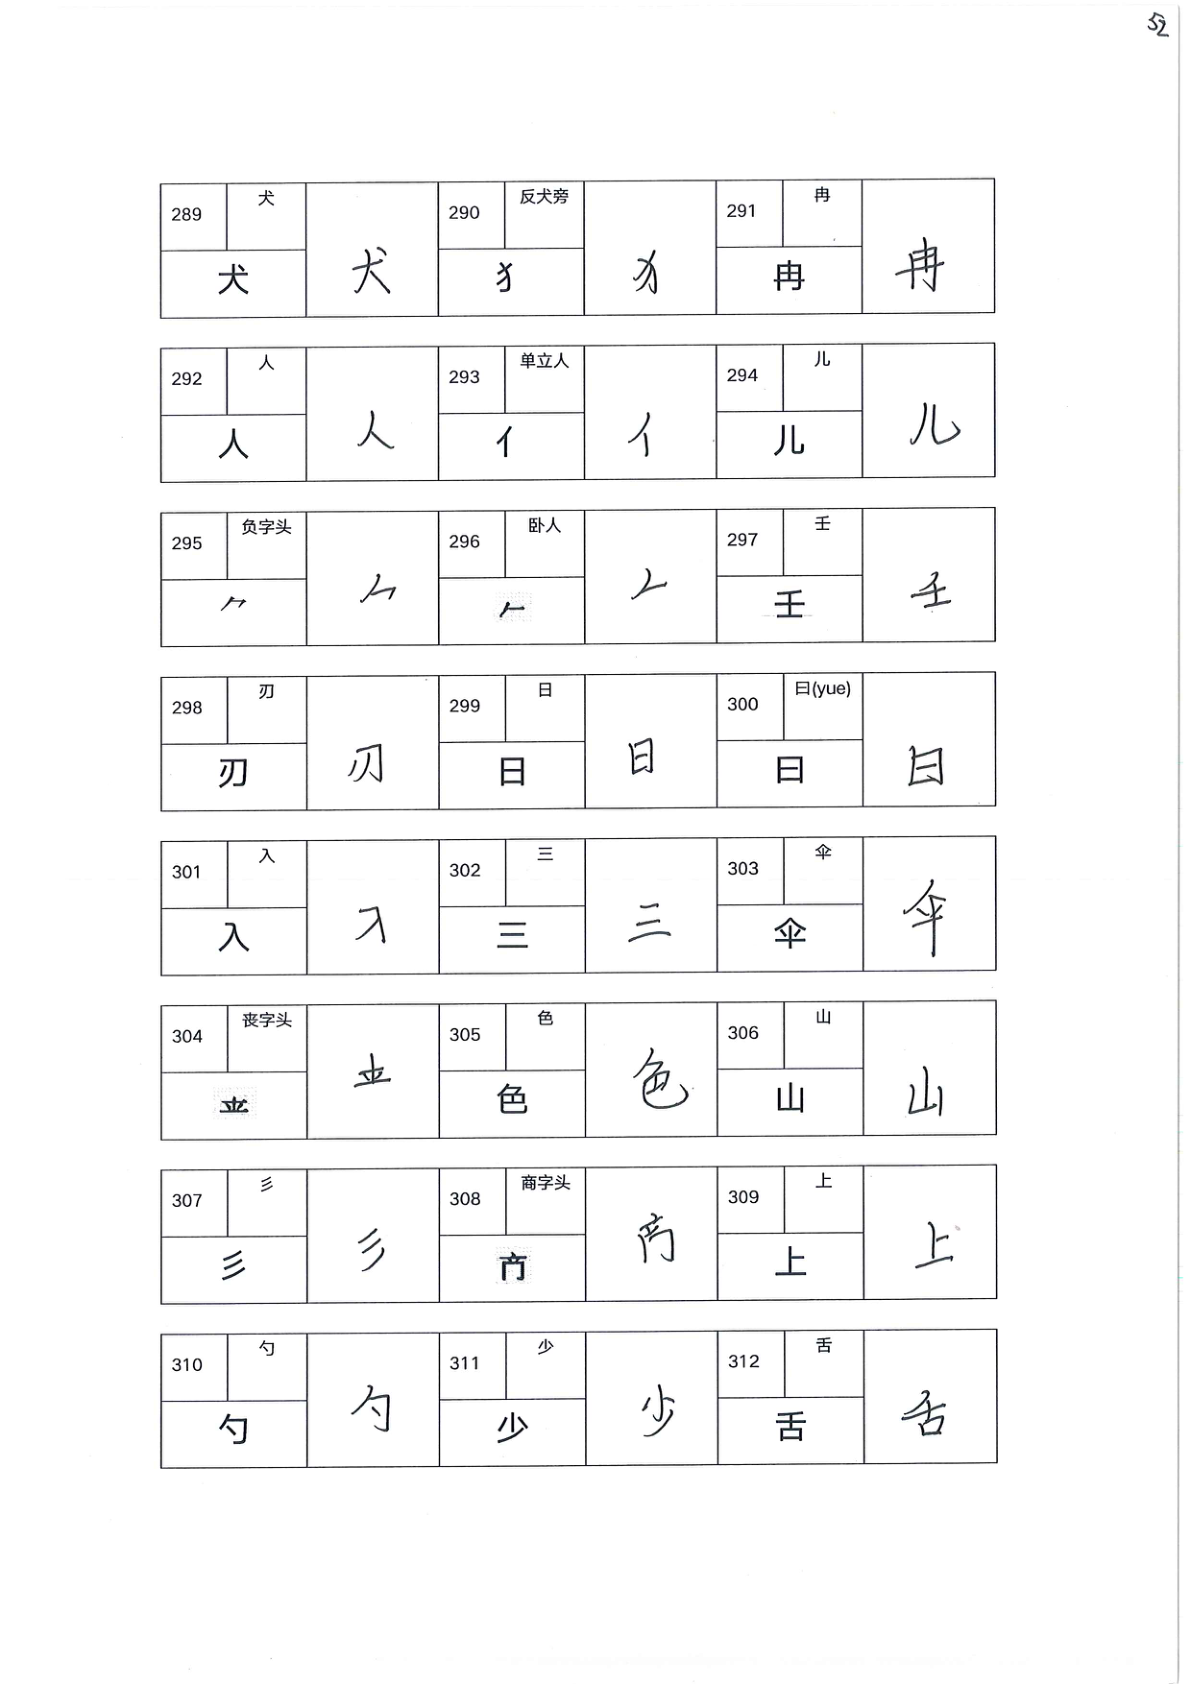 52
289 犬 290 反犬旁 291 冉
犬 犬 犭 犭 冉 冉
292 人 293 单立人 294 儿
人 人 亻 亻 儿 儿
295 负字头 296 卧人 297 壬
⺈ ⺈ 𠂉 𠂉 壬 壬
298 刃 299 日 300 曰(yue)
刃 刃 日 日 曰 曰
301 入 302 三 303 伞
入 入 三 三 伞 伞
304 丧字头 305 色 306 山
色 色 山 山
307 彡 308 商字头 309 上
彡 彡 上 上
310 勺 311 少 312 舌
勺 勺 少 少 舌 舌